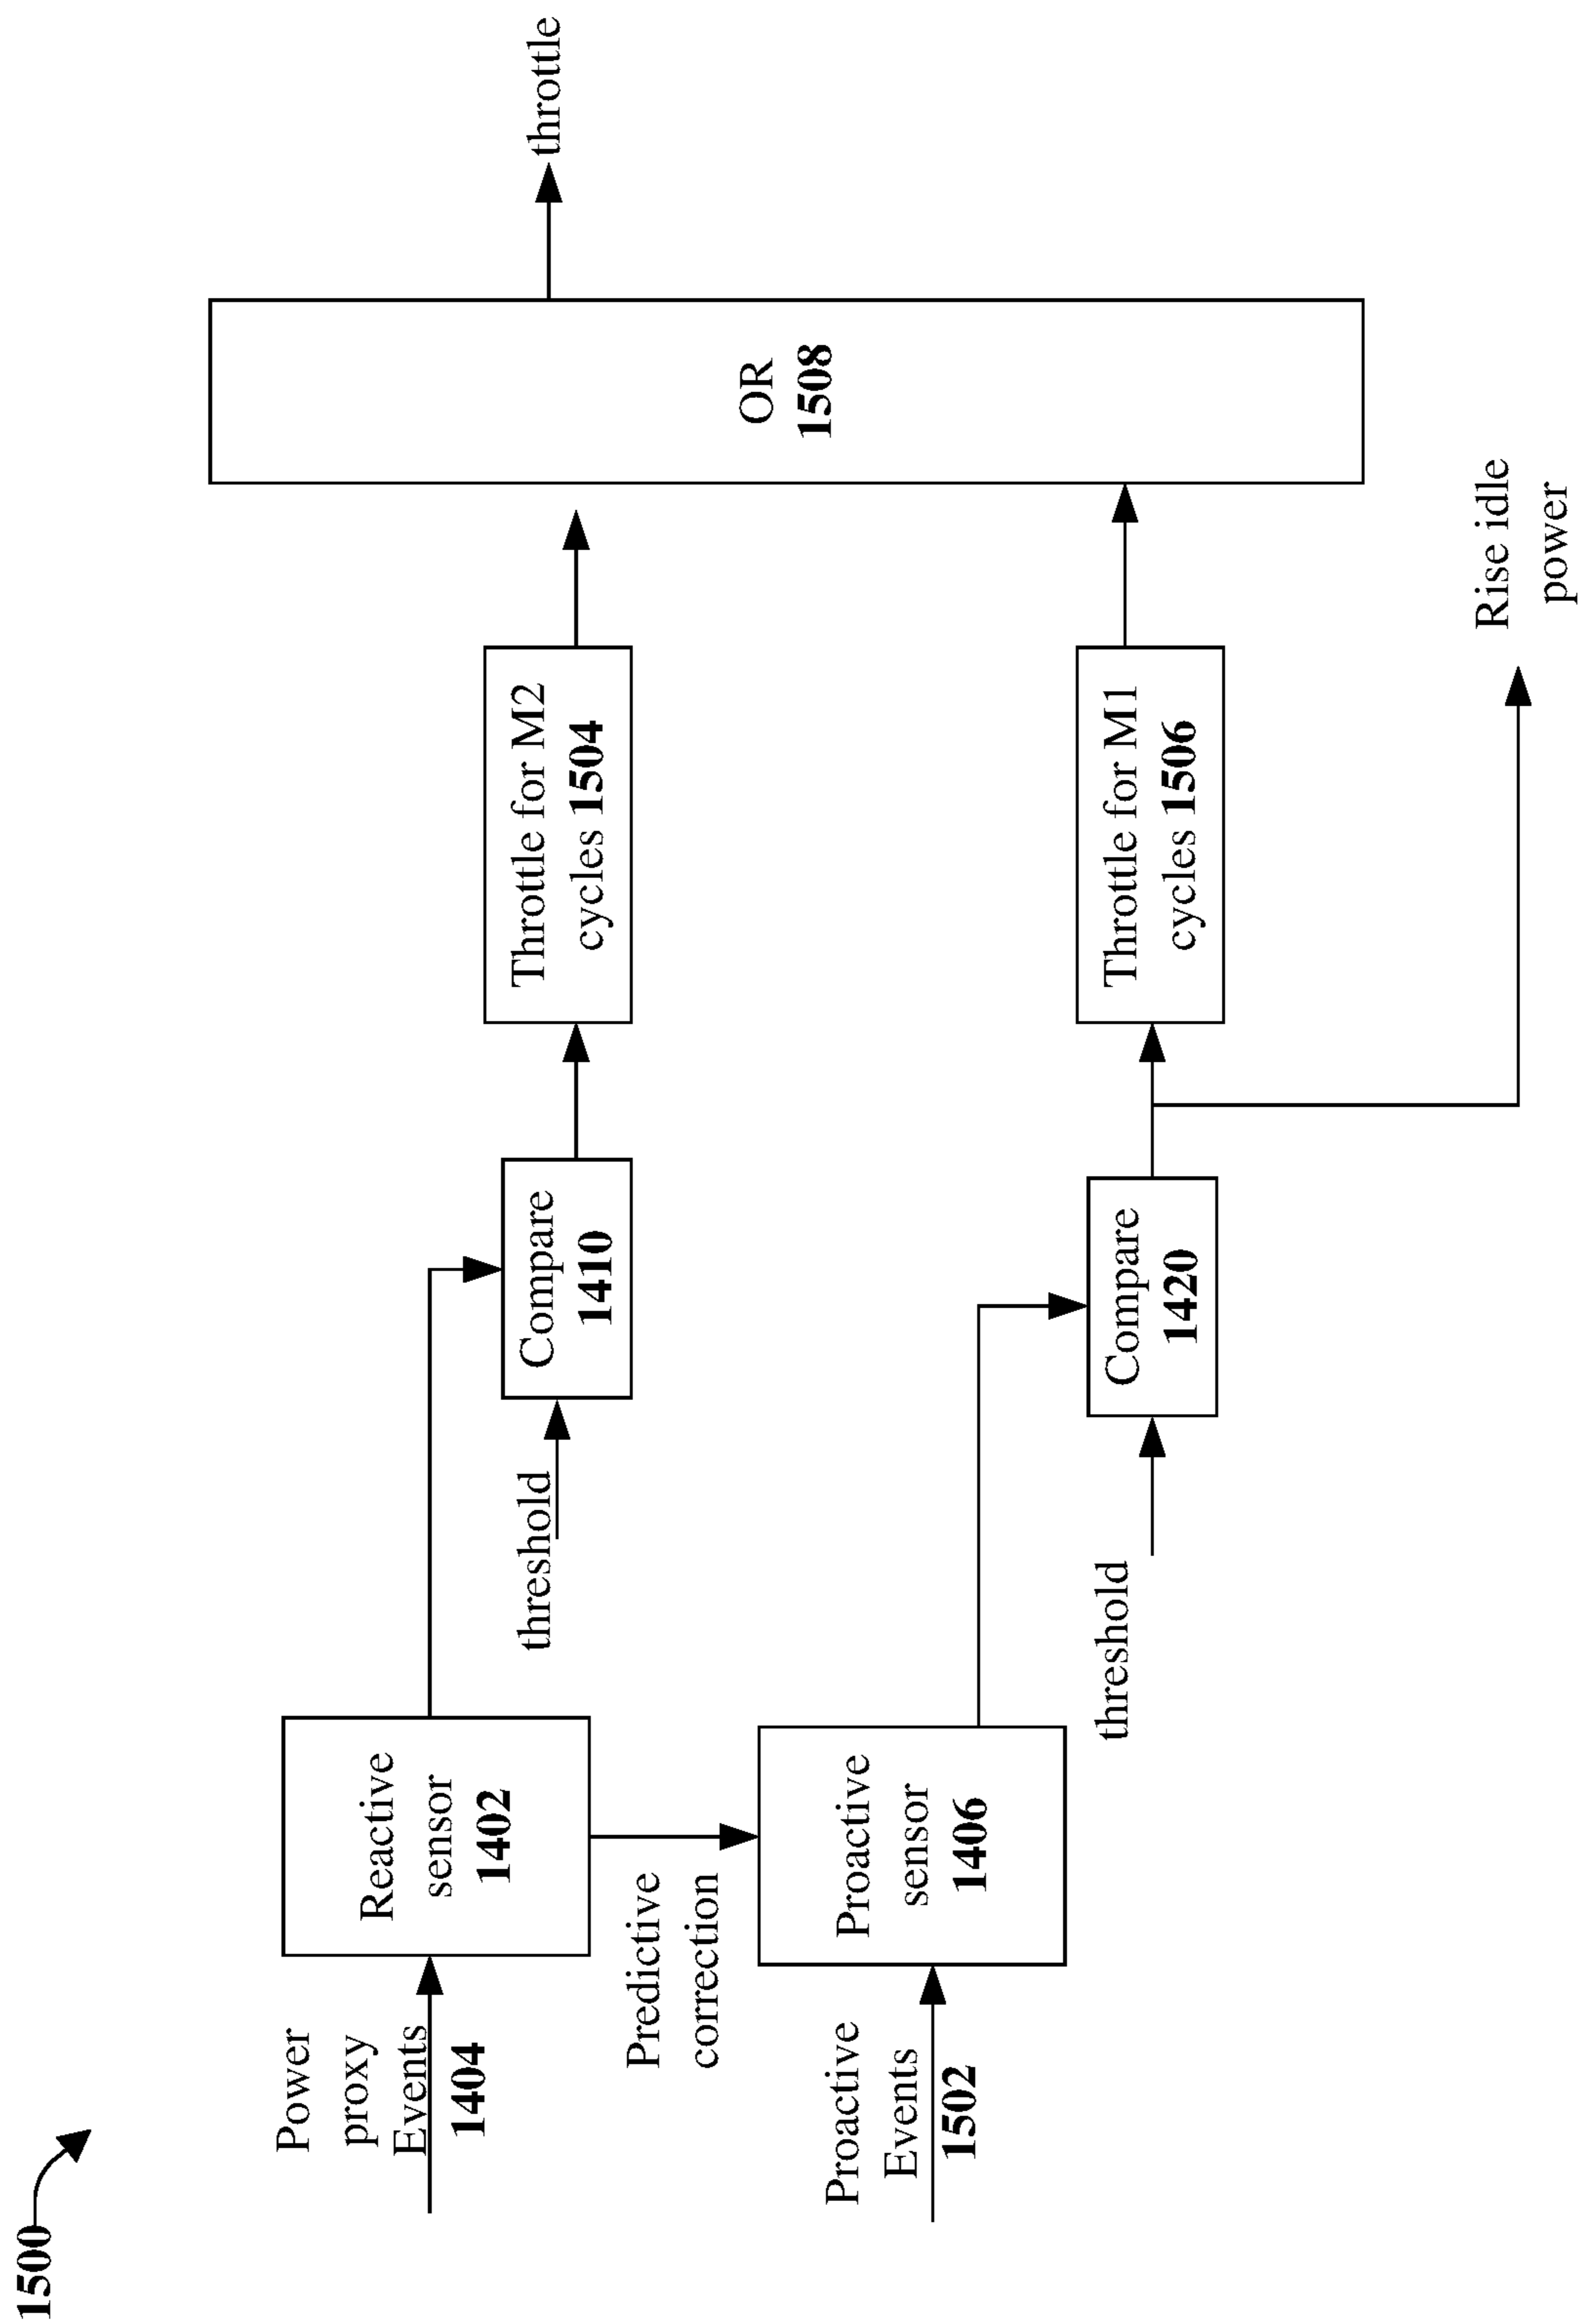 1500
Power
proxy
Events
1404
Reactive
sensor
1402
threshold
Compare
1410
Throttle for M2
cycles 1504
OR
1508
throttle
Predictive
correction
Proactive
Events
1502
Proactive
sensor
1406
threshold
Compare
1420
Throttle for M1
cycles 1506
Rise idle
power